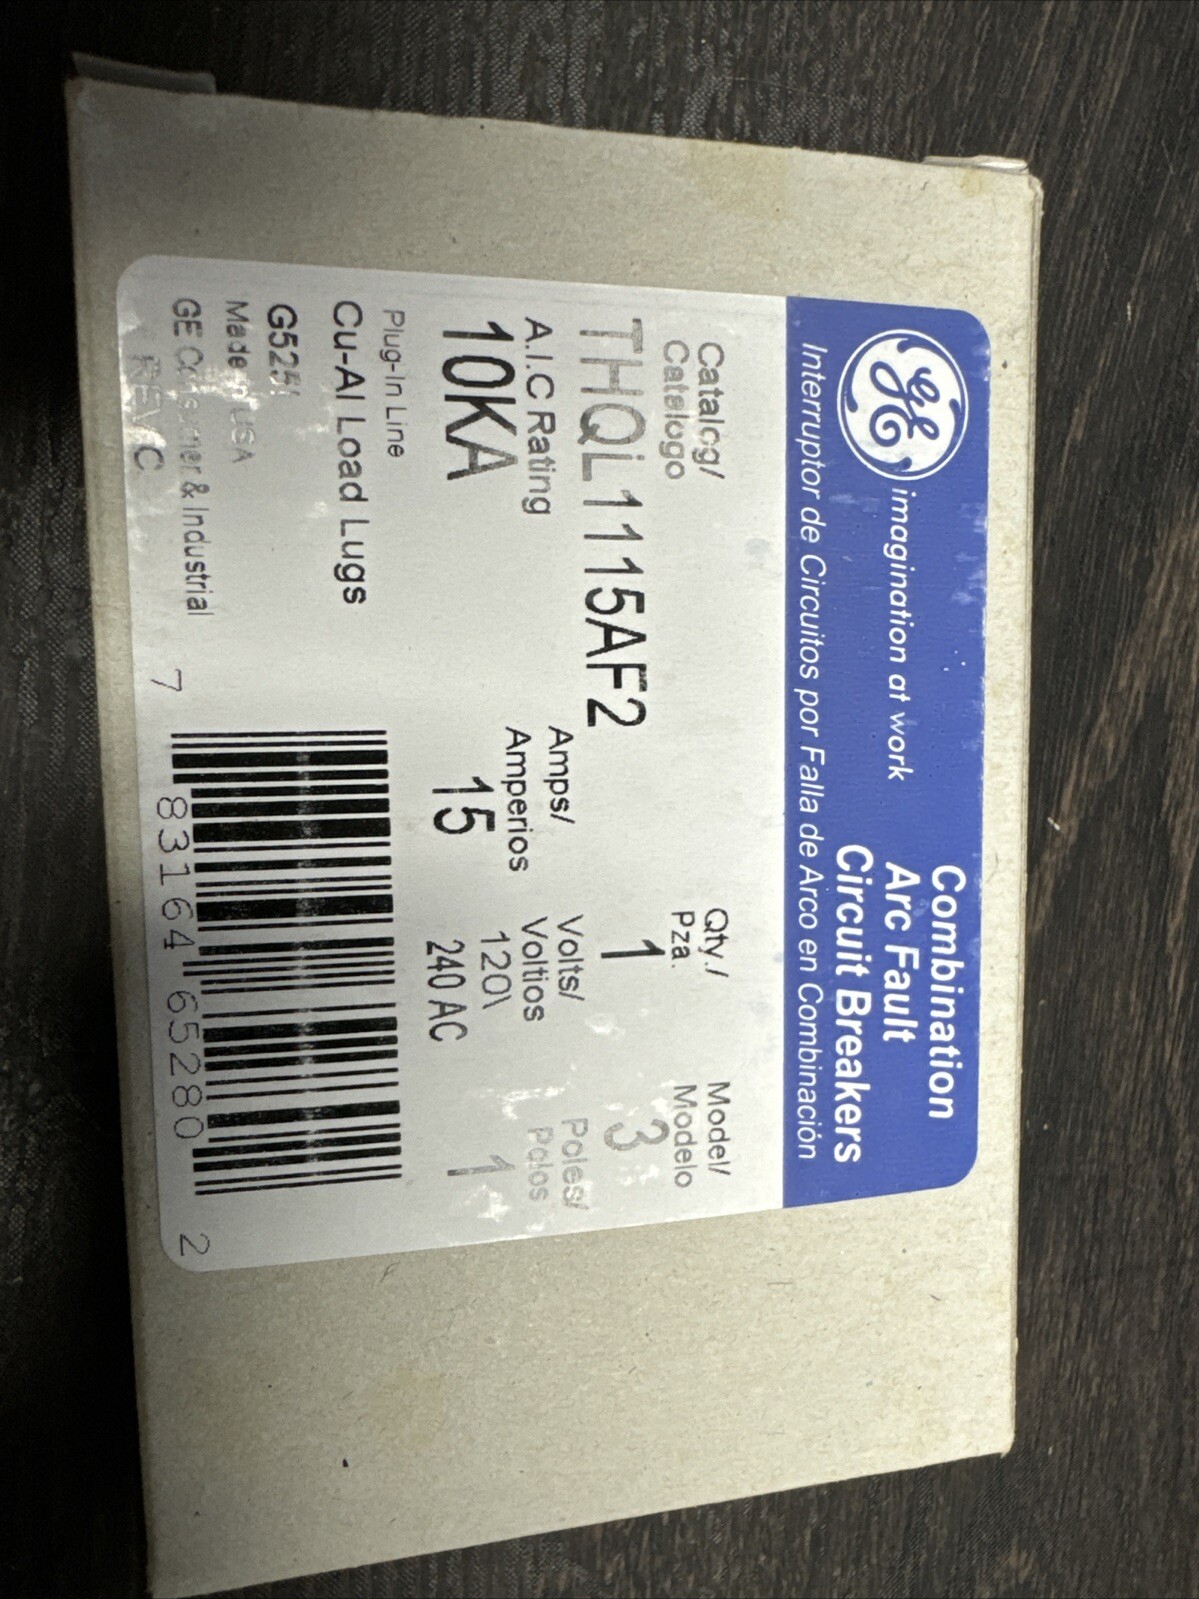 GE imagination at work
Combination
Arc Fault
Circuit Breakers
Interruptor de Circuitos por Falla de Arco en Combinación
Catalog/
Catalogo
THQL1115AF2
Qty./
Pza.
1
Model/
Modelo
3
A.I.C Rating
10KA
Amps/
Amperios
15
Volts/
Voltios
120\
240 AC
Poles/
Polos
1
Plug-In Line
Cu-Al Load Lugs
Made in USA
GE Consumer & Industrial
REV C
7 83164 65280 2